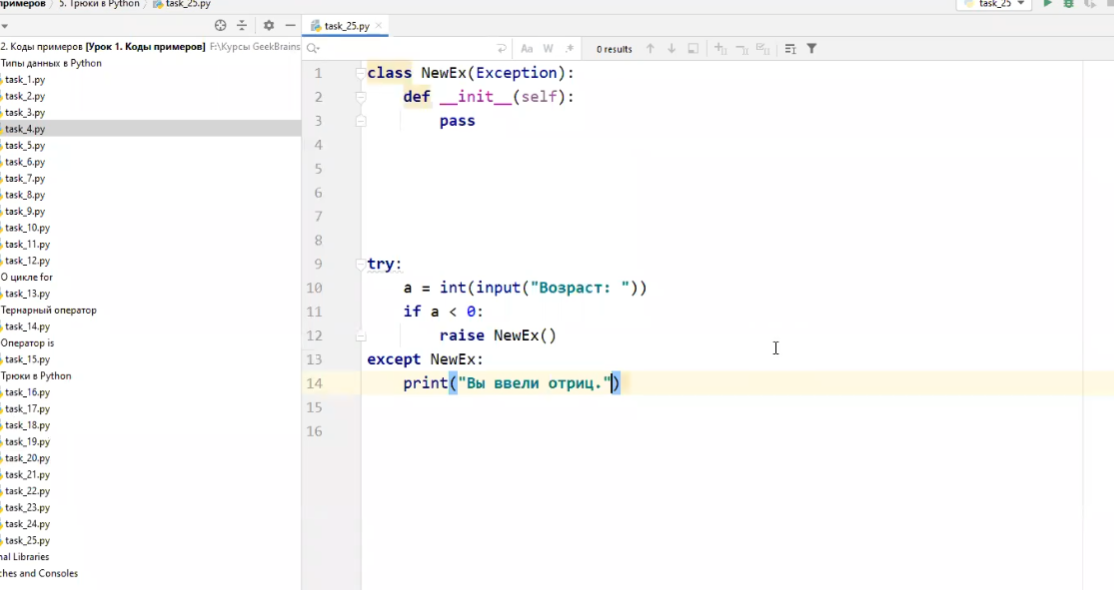 примеров 5. Трюки в Python task_25.py task_25
task_25.py
2. Коды примеров [Урок 1. Коды примеров] F:\Курсы GeekBrains
Aa W .* 0 results
Типы данных в Python
task_1.py
task_2.py
task_3.py
task_4.py
task_5.py
task_6.py
task_7.py
task_8.py
task_9.py
task_10.py
task_11.py
task_12.py
О цикле for
task_13.py
Тернарный оператор
task_14.py
Оператор is
task_15.py
Трюки в Python
task_16.py
task_17.py
task_18.py
task_19.py
task_20.py
task_21.py
task_22.py
task_23.py
task_24.py
task_25.py
nal Libraries
ches and Consoles
1 class NewEx(Exception):
2 def __init__(self):
3 pass
4
5
6
7
8
9 try:
10 a = int(input("Возраст: "))
11 if a < 0:
12 raise NewEx()
13 except NewEx:
14 print("Вы ввели отриц.")
15
16